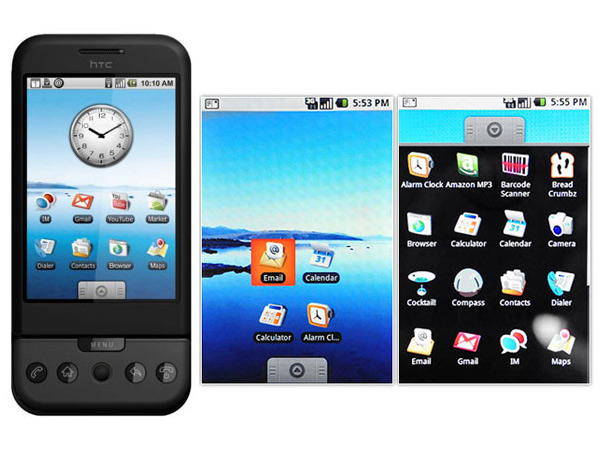 hTC
10:10 AM
IM Gmail YouTube Market
Dialer Contacts Browser Maps
MENU
5:53 PM
Email Calendar
Calculator Alarm Cl...
5:55 PM
Alarm Clock Amazon MP3 Barcode Scanner Bread Crumbz
Browser Calculator Calendar Camera
Cocktail! Compass Contacts Dialer
Email Gmail IM Maps